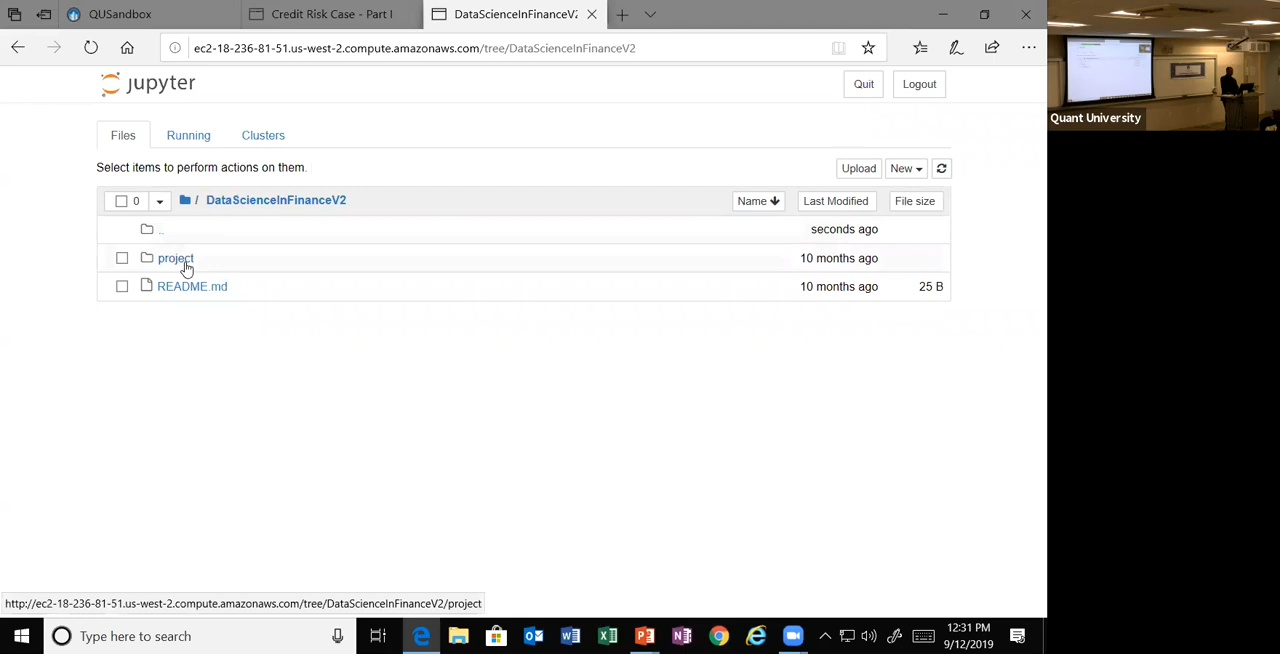 QUSandbox
Credit Risk Case - Part I
DataScienceInFinanceV2
ec2-18-236-81-51.us-west-2.compute.amazonaws.com/tree/DataScienceInFinanceV2
jupyter
Quit
Logout
Files
Running
Clusters
Select items to perform actions on them.
Upload
New
0
/
DataScienceInFinanceV2
Name
Last Modified
File size
..
seconds ago
project
10 months ago
README.md
10 months ago
25 B
http://ec2-18-236-81-51.us-west-2.compute.amazonaws.com/tree/DataScienceInFinanceV2/project
Type here to search
12:31 PM
9/12/2019
Quant University